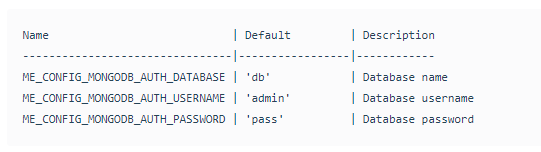 Name                            | Default         | Description
--------------------------------|-----------------|------------
ME_CONFIG_MONGODB_AUTH_DATABASE | 'db'            | Database name
ME_CONFIG_MONGODB_AUTH_USERNAME | 'admin'         | Database username
ME_CONFIG_MONGODB_AUTH_PASSWORD | 'pass'          | Database password